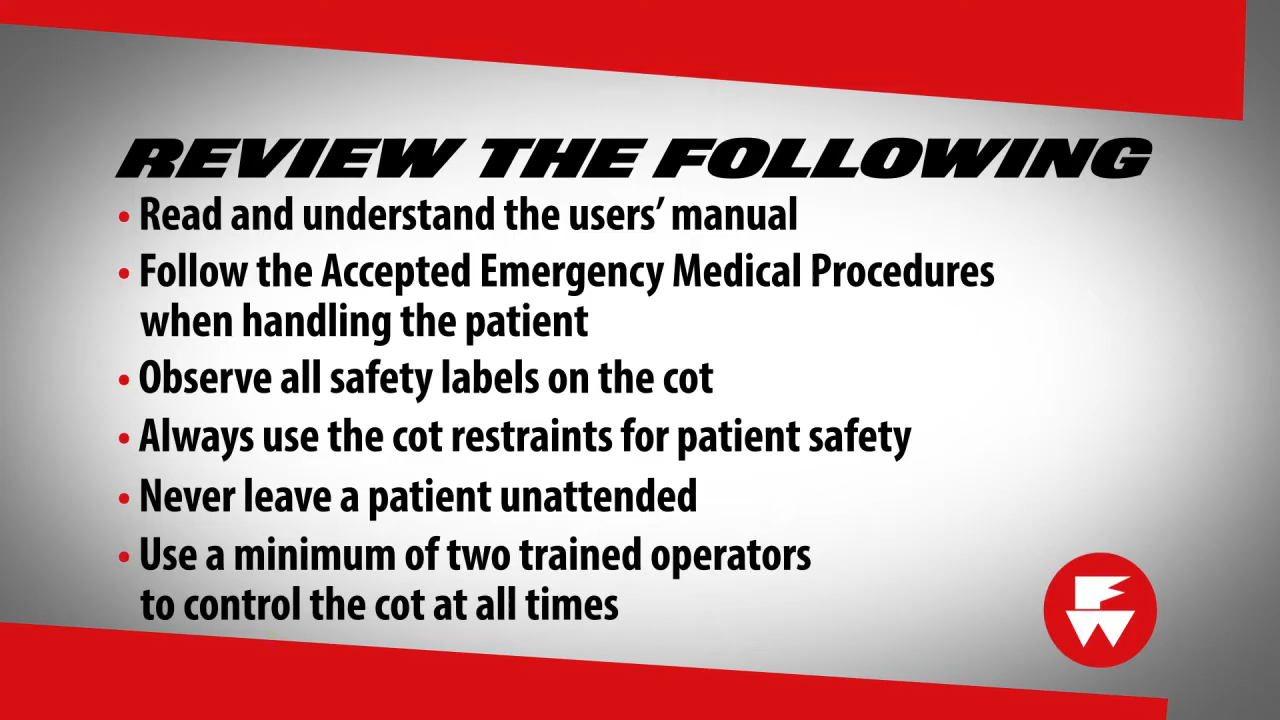 REVIEW THE FOLLOWING
• Read and understand the users’ manual
• Follow the Accepted Emergency Medical Procedures
when handling the patient
• Observe all safety labels on the cot
• Always use the cot restraints for patient safety
• Never leave a patient unattended
• Use a minimum of two trained operators
to control the cot at all times
FW